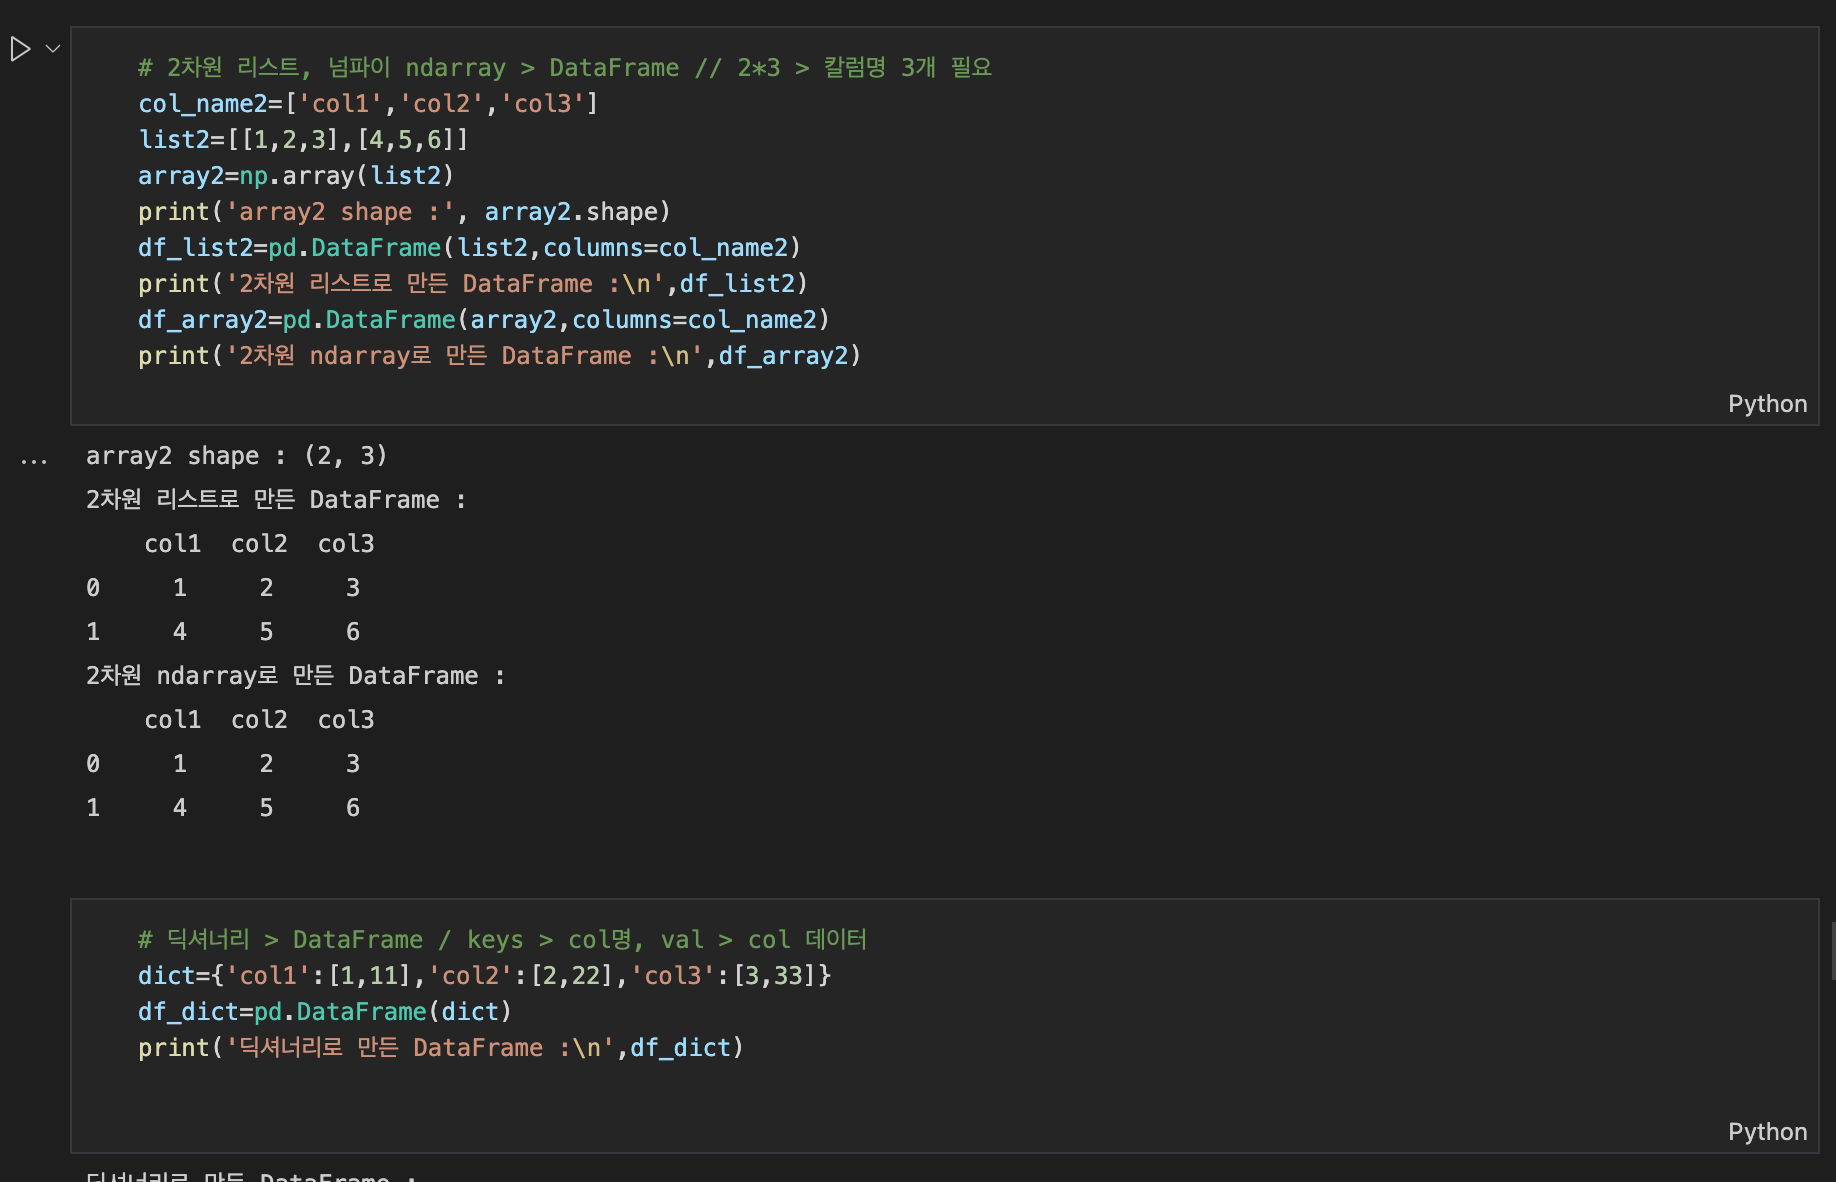 # 2차원 리스트, 넘파이 ndarray > DataFrame // 2*3 > 칼럼명 3개 필요
col_name2=['col1','col2','col3']
list2=[[1,2,3],[4,5,6]]
array2=np.array(list2)
print('array2 shape :', array2.shape)
df_list2=pd.DataFrame(list2,columns=col_name2)
print('2차원 리스트로 만든 DataFrame :\n',df_list2)
df_array2=pd.DataFrame(array2,columns=col_name2)
print('2차원 ndarray로 만든 DataFrame :\n',df_array2)
Python
... array2 shape : (2, 3)
2차원 리스트로 만든 DataFrame :
    col1  col2  col3
0     1     2     3
1     4     5     6
2차원 ndarray로 만든 DataFrame :
    col1  col2  col3
0     1     2     3
1     4     5     6
# 딕셔너리 > DataFrame / keys > col명, val > col 데이터
dict={'col1':[1,11],'col2':[2,22],'col3':[3,33]}
df_dict=pd.DataFrame(dict)
print('딕셔너리로 만든 DataFrame :\n',df_dict)
Python
딕셔너리로 만든 DataFrame :